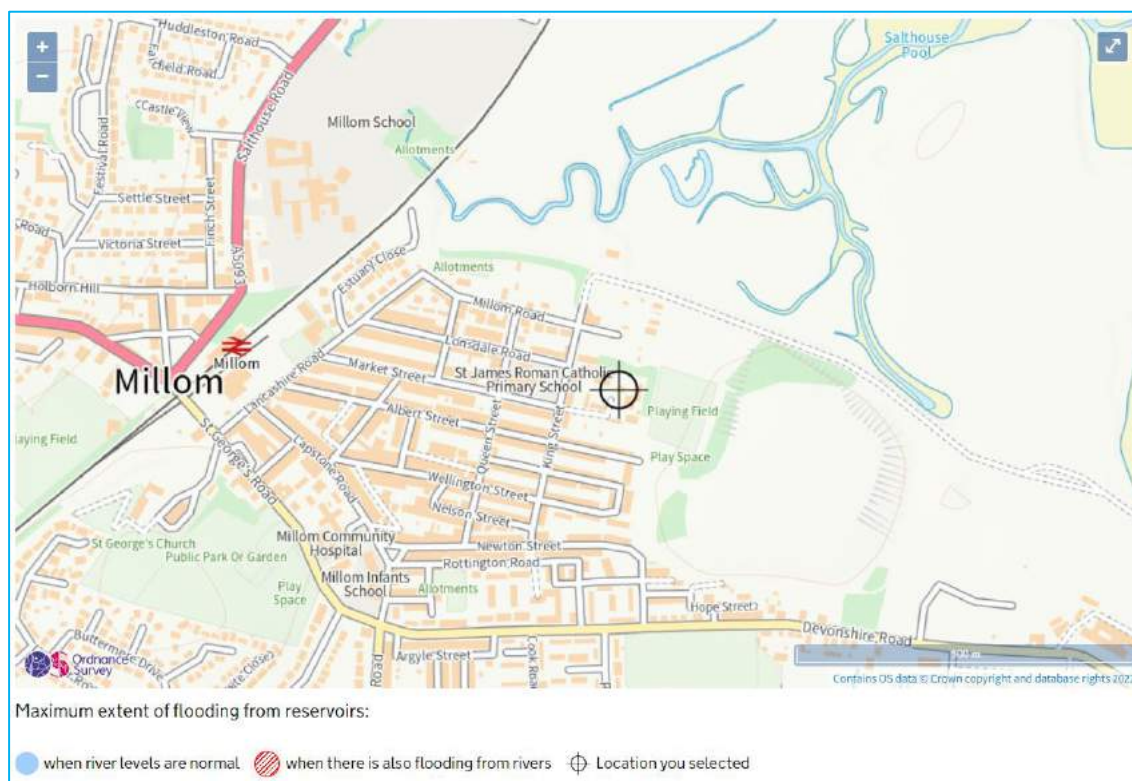 Huddleston Road
Fairfield Road
Salthouse
Pool
Castle View
Salthouse Road
Millom School
Allotments
Festival Road
Settle Street
Finch Street
Victoria Street
A5093
Holborn Hill
Estuary Close
Allotments
Millom Road
Lonsdale Road
Millom
Millom
Lancashire Road
Market Street
St James Roman Catholic
Primary School
Playing Field
Albert Street
Queen Street
King Street
Playing Field
Play Space
St George's Road
Capstone Road
Wellington Street
Nelson Street
St George's Church
Public Park Or Garden
Millom Community
Hospital
Newton Street
Rottington Road
Millom Infants
School
Play
Space
Allotments
Hope Street
Devonshire Road
Buttermere Drive
Argyle Street
Road
Ordnance
Survey
500 m
Contains OS data © Crown copyright and database rights 2022
Maximum extent of flooding from reservoirs:
when river levels are normal when there is also flooding from rivers Location you selected